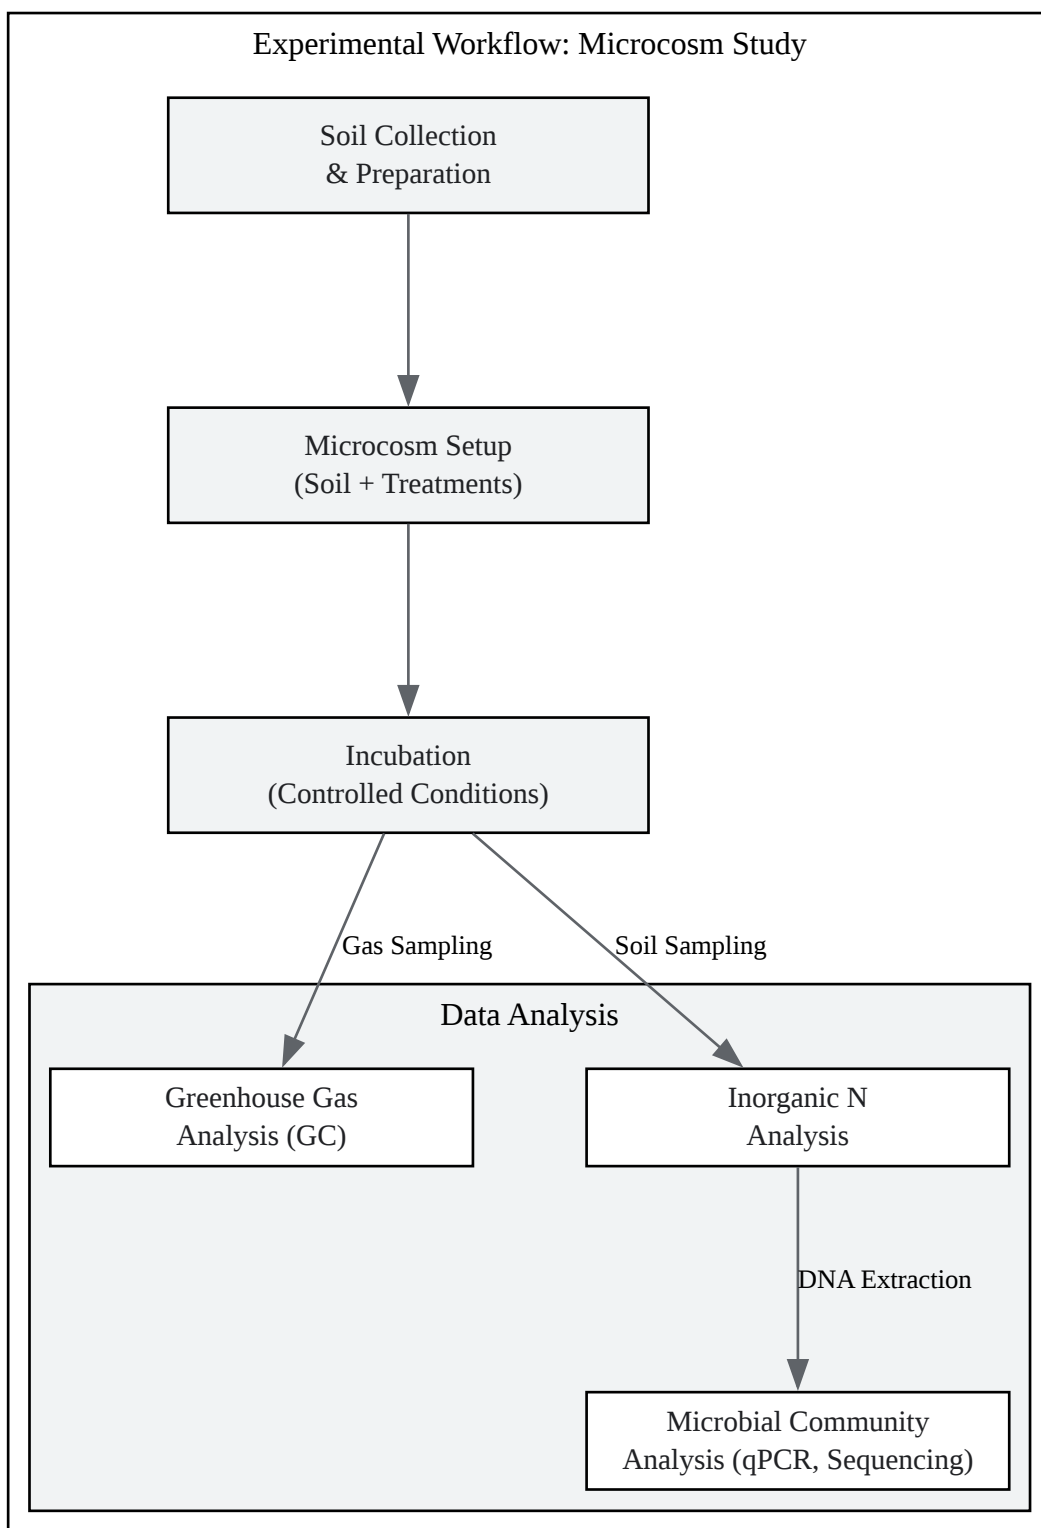 Experimental Workflow: Microcosm Study
Soil Collection
& Preparation
Microcosm Setup
(Soil + Treatments)
Incubation
(Controlled Conditions)
Gas Sampling
Soil Sampling
Data Analysis
Greenhouse Gas
Analysis (GC)
Inorganic N
Analysis
DNA Extraction
Microbial Community
Analysis (qPCR, Sequencing)